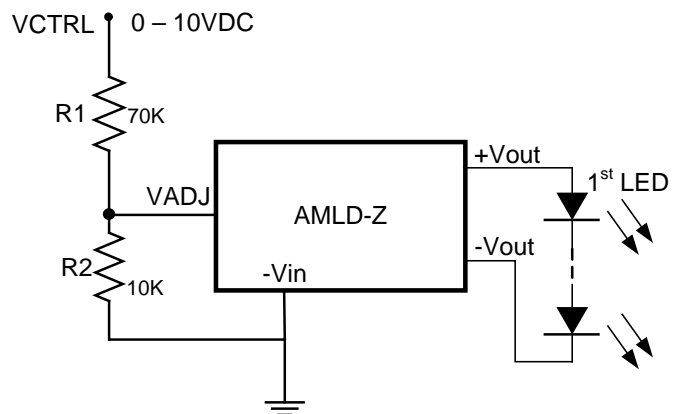 VCTRL 0 – 10VDC
R1 70K
+Vout
1st LED
VADJ
AMLD-Z
-Vout
R2 10K
-Vin